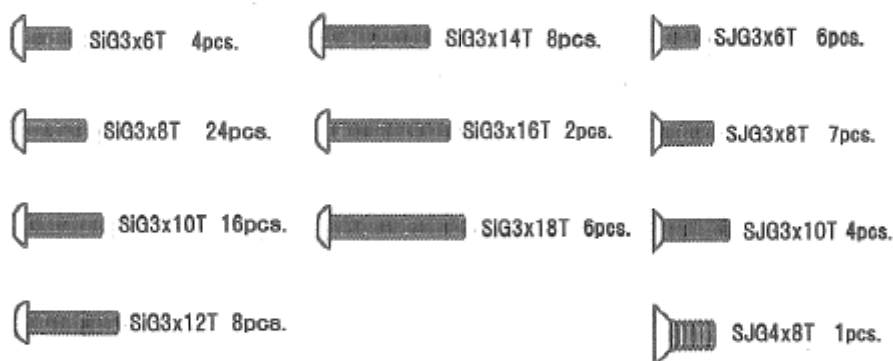 SiG3x6T 4pcs.
SiG3x14T 8pcs.
SJG3x6T 6pcs.
SiG3x8T 24pcs.
SiG3x16T 2pcs.
SJG3x8T 7pcs.
SiG3x10T 16pcs.
SiG3x18T 6pcs.
SJG3x10T 4pcs.
SiG3x12T 8pcs.
SJG4x8T 1pcs.